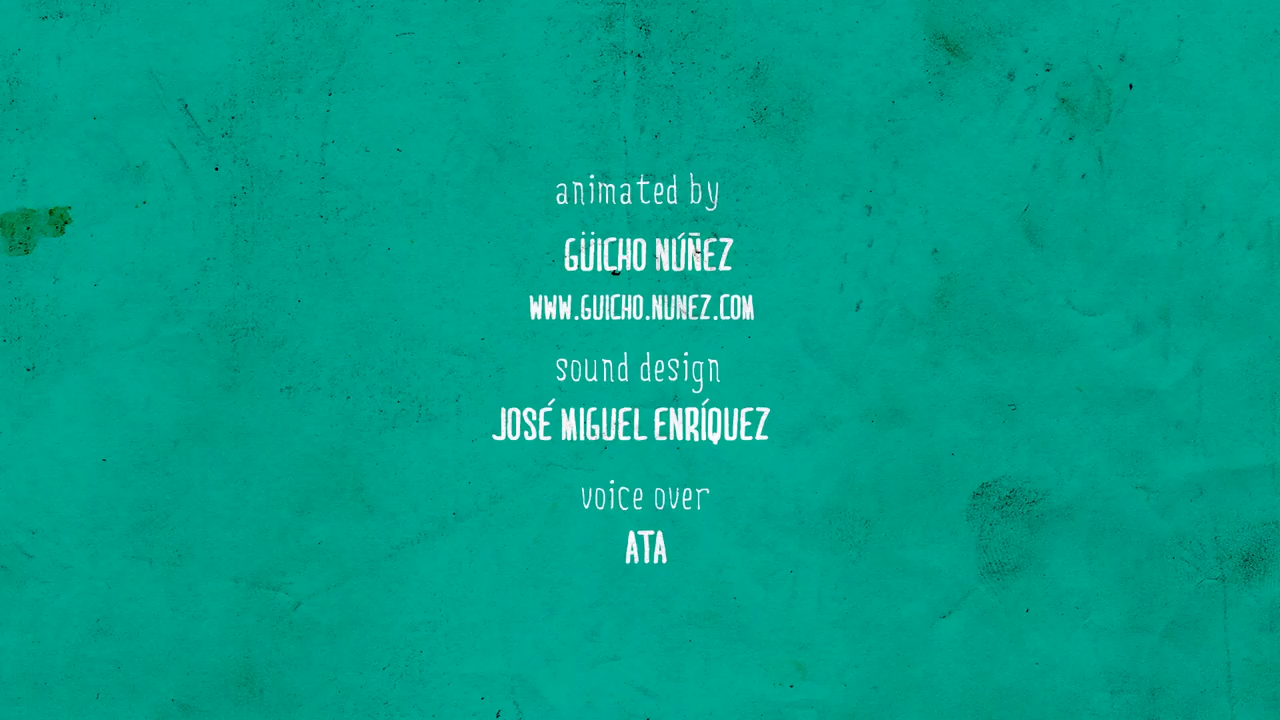 animated by
GÜICHO NÚÑEZ
WWW.GUICHO.NUNEZ.COM
sound design
JOSÉ MIGUEL ENRÍQUEZ
voice over
ATA